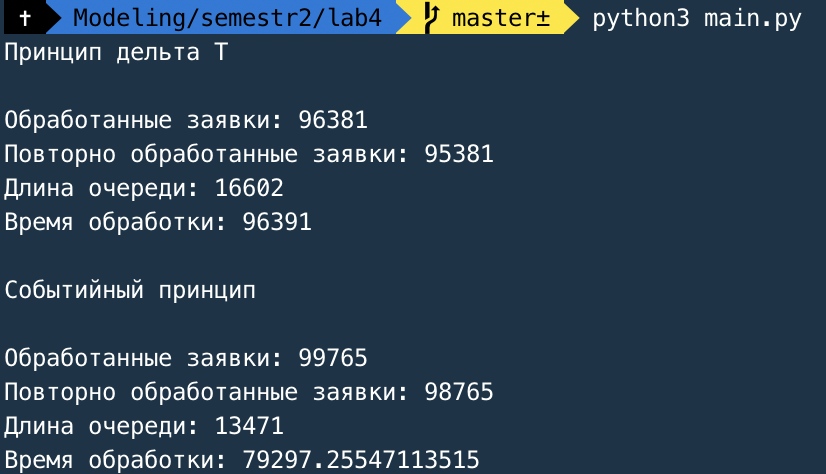 † Modeling/semestr2/lab4 master± python3 main.py
Принцип дельта Т
Обработанные заявки: 96381
Повторно обработанные заявки: 95381
Длина очереди: 16602
Время обработки: 96391
Событийный принцип
Обработанные заявки: 99765
Повторно обработанные заявки: 98765
Длина очереди: 13471
Время обработки: 79297.25547113515